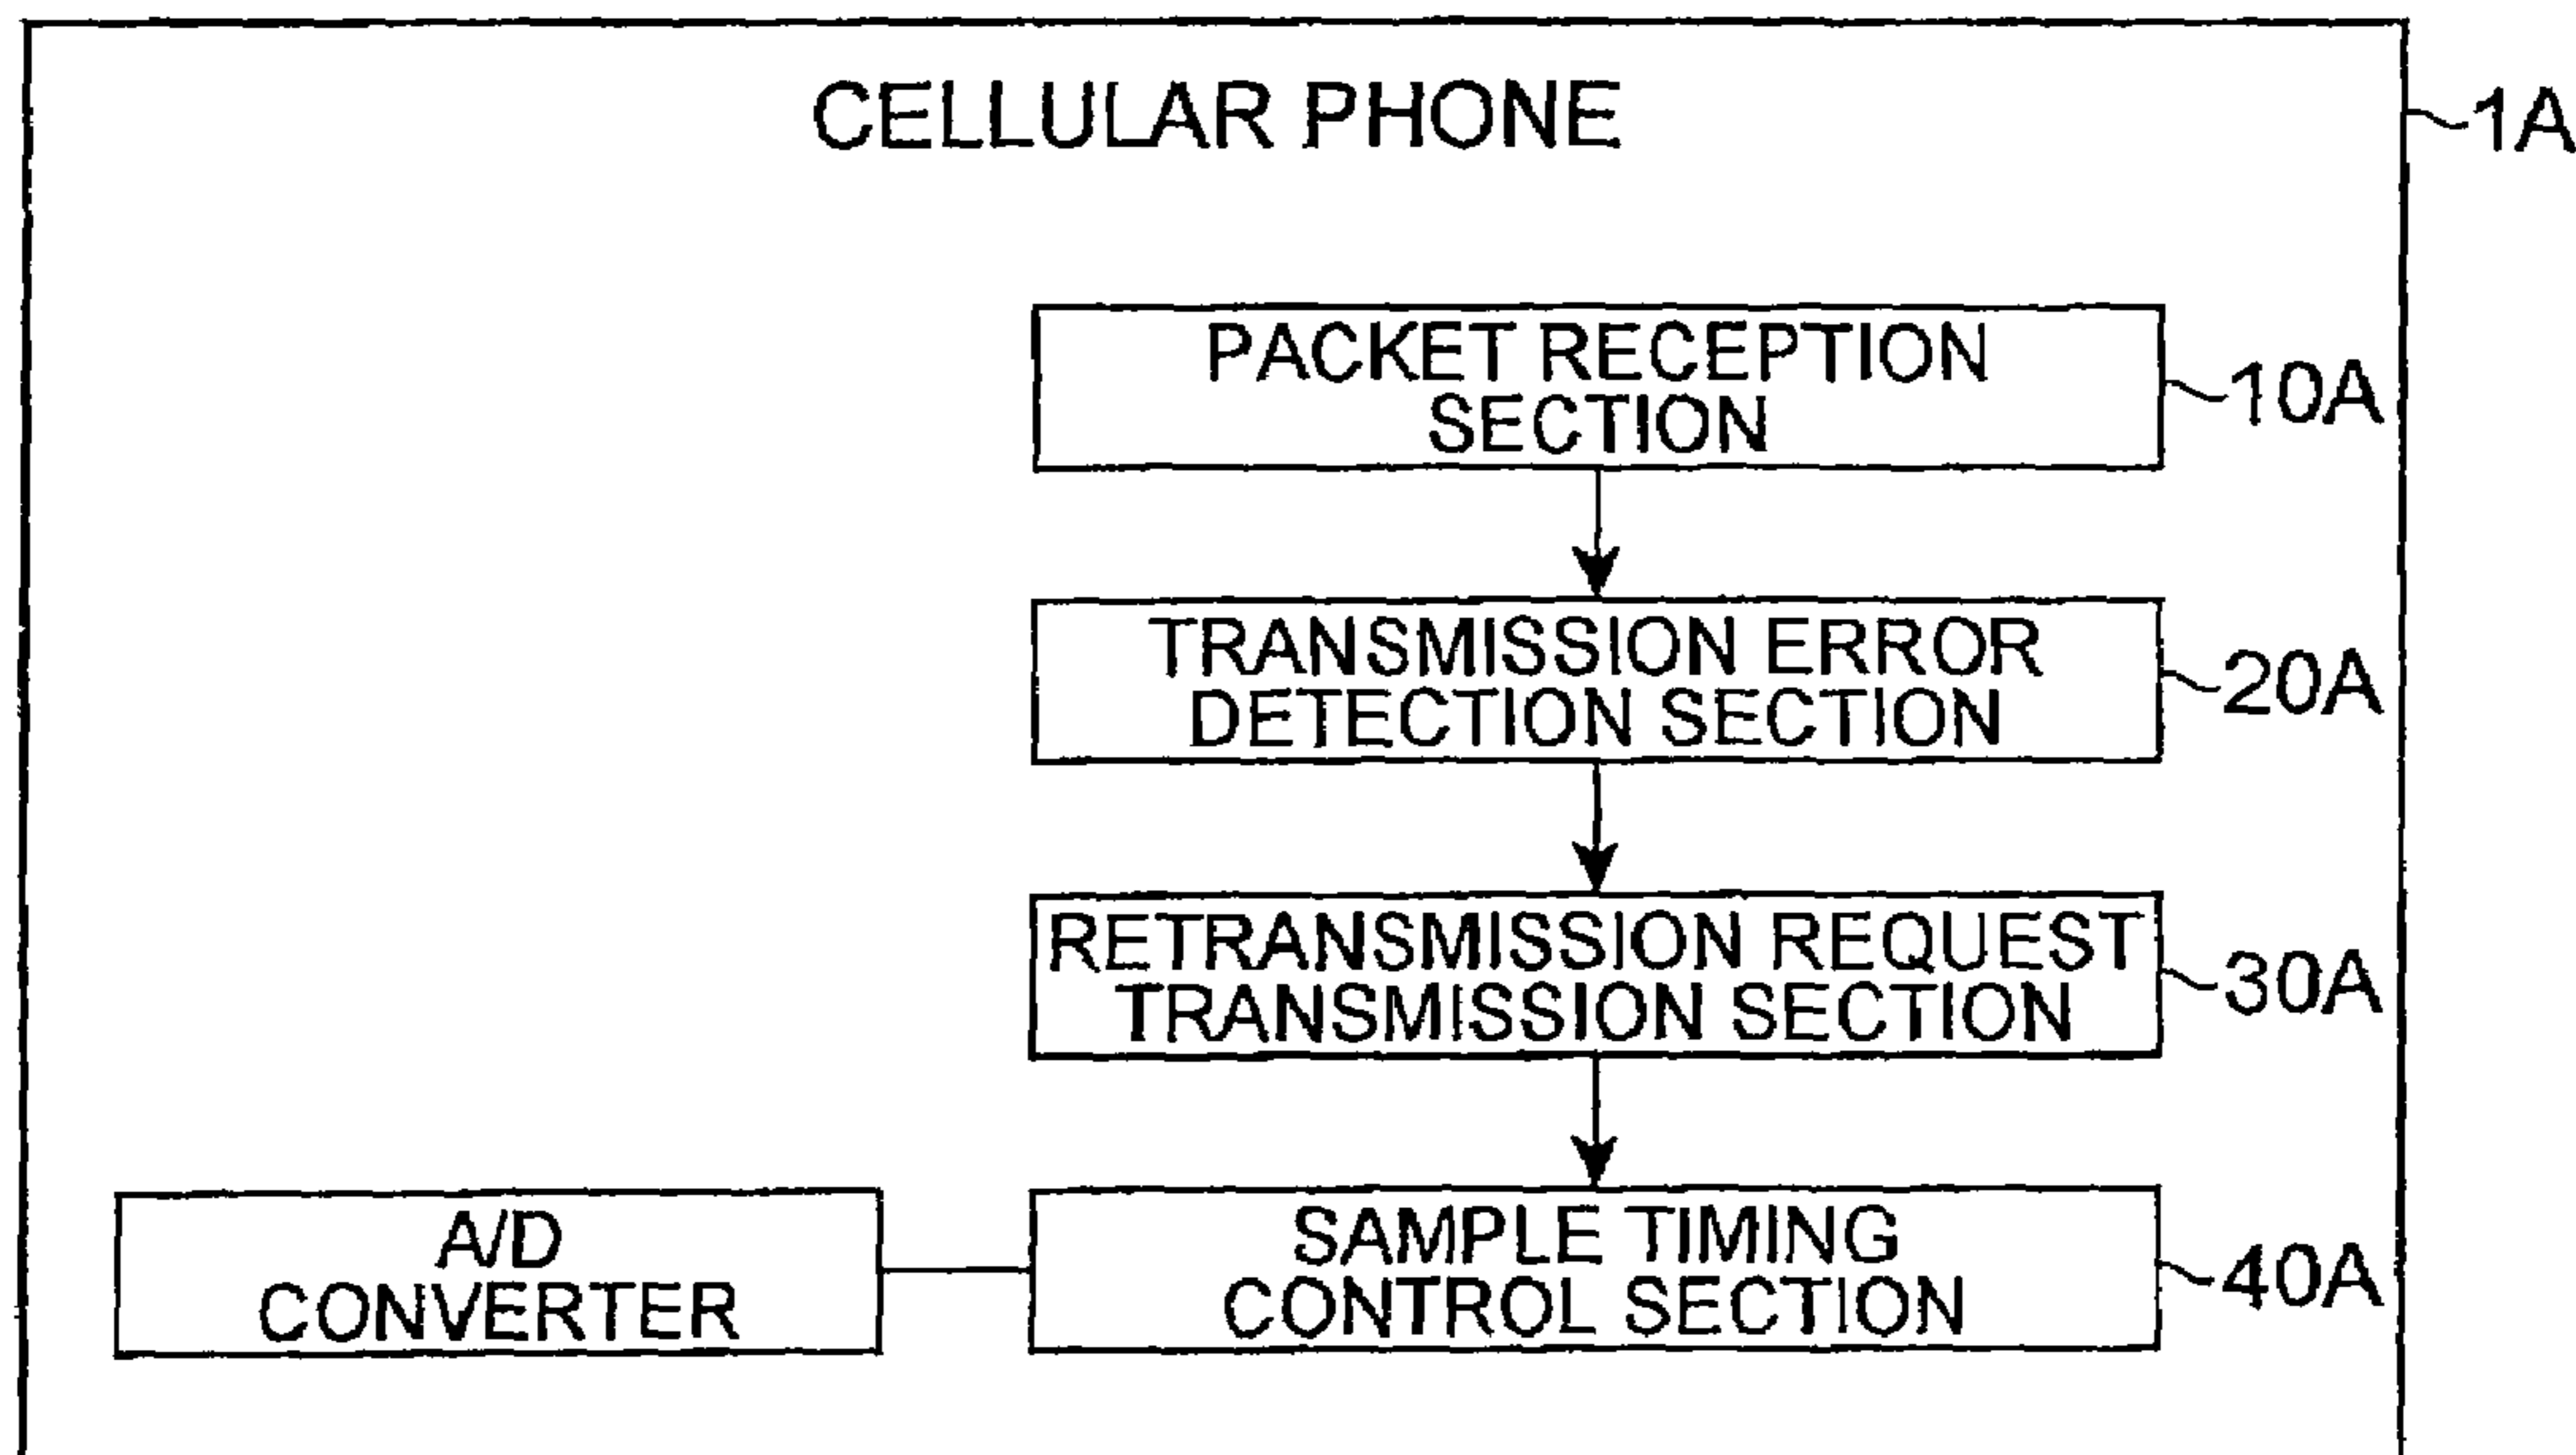 CELLULAR PHONE
1A
PACKET RECEPTION
SECTION
10A
TRANSMISSION ERROR
DETECTION SECTION
20A
RETRANSMISSION REQUEST
TRANSMISSION SECTION
30A
A/D
CONVERTER
SAMPLE TIMING
CONTROL SECTION
40A